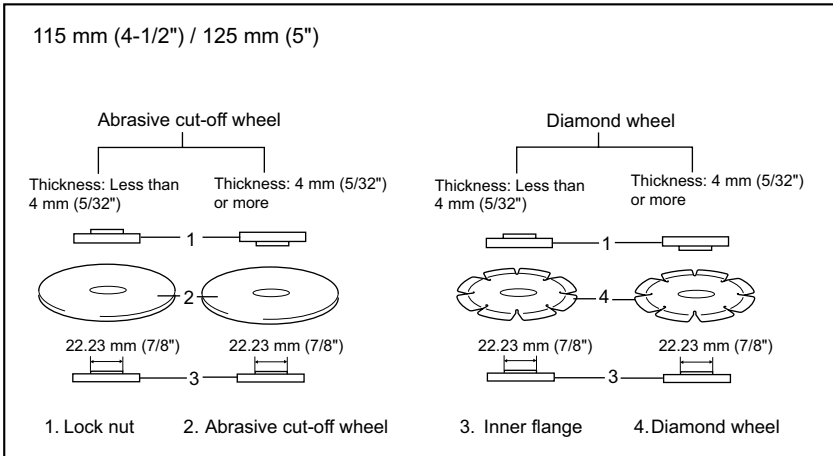 115 mm (4-1/2") / 125 mm (5")
Abrasive cut-off wheel
Diamond wheel
Thickness: Less than
4 mm (5/32")
Thickness: 4 mm (5/32")
or more
Thickness: Less than
4 mm (5/32")
Thickness: 4 mm (5/32")
or more
1
1
2
4
22.23 mm (7/8")
22.23 mm (7/8")
22.23 mm (7/8")
22.23 mm (7/8")
3
3
1. Lock nut
2. Abrasive cut-off wheel
3. Inner flange
4. Diamond wheel